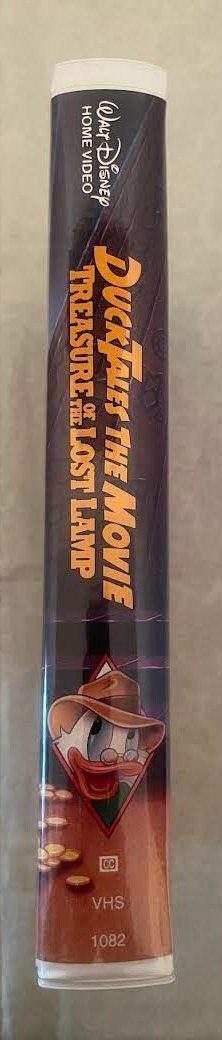 WALT DISNEY
HOME VIDEO
DUCKTALES THE MOVIE
TREASURE OF THE LOST LAMP
CC
VHS
1082